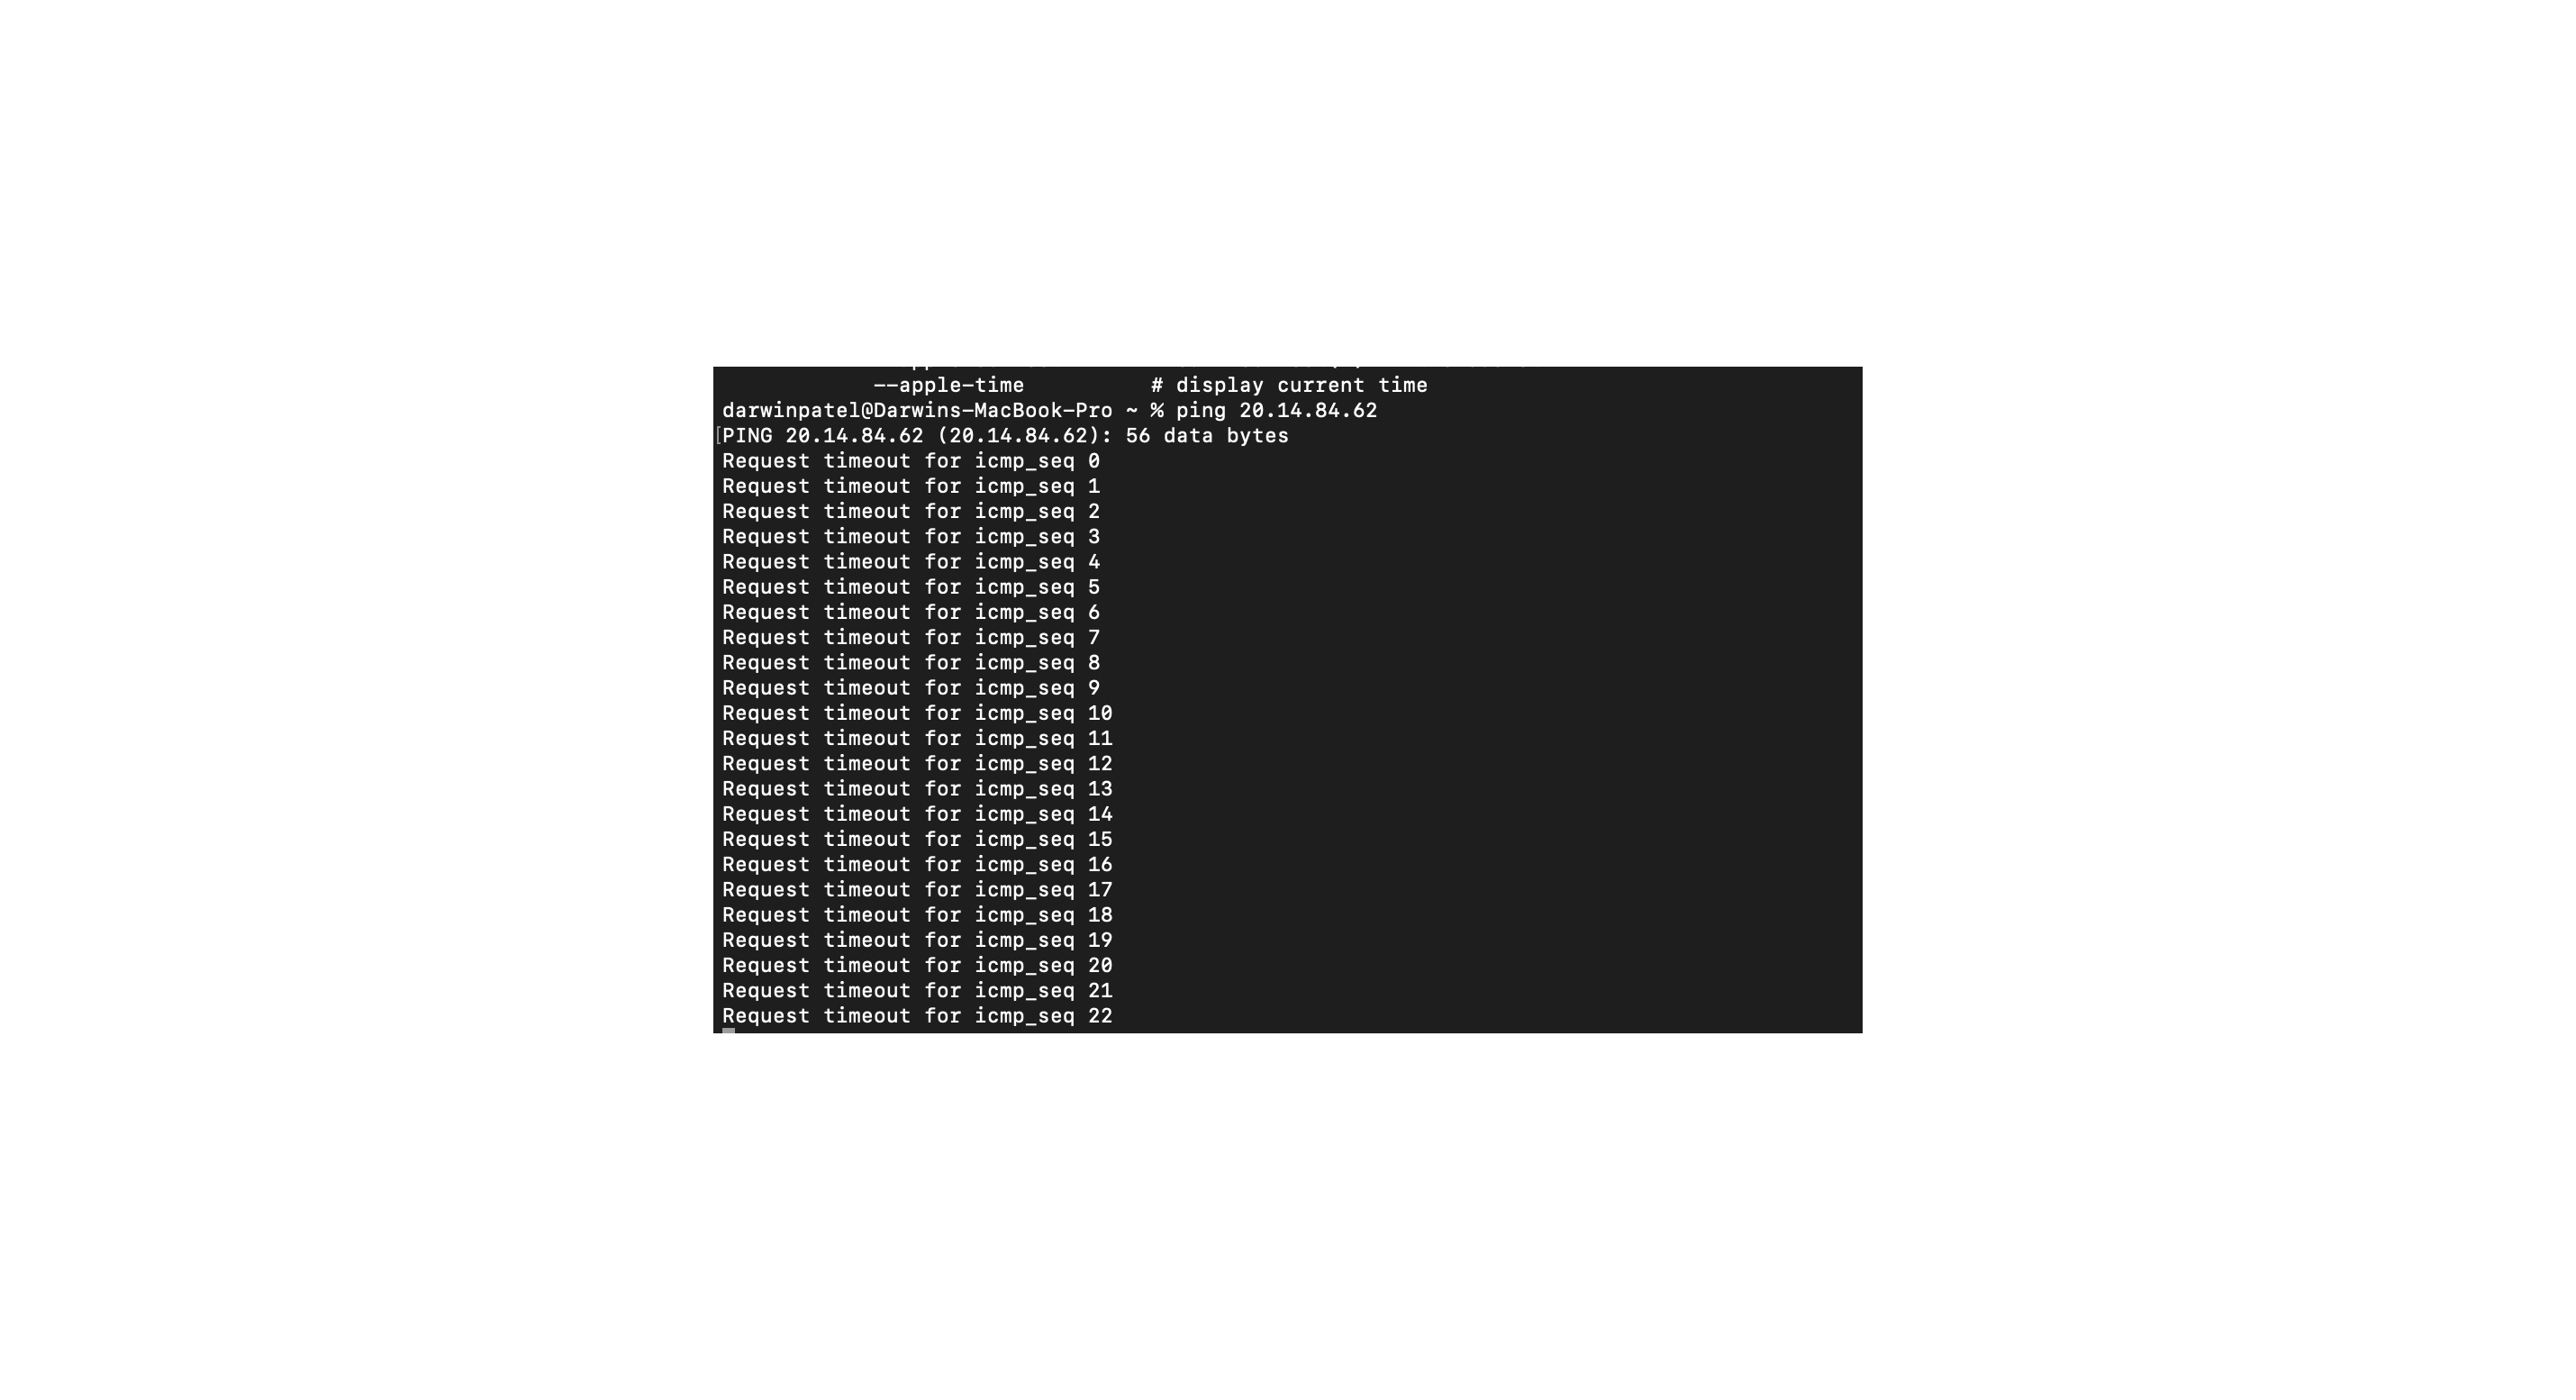 --apple-time # display current time
darwinpatel@Darwins-MacBook-Pro ~ % ping 20.14.84.62
[PING 20.14.84.62 (20.14.84.62): 56 data bytes
Request timeout for icmp_seq 0
Request timeout for icmp_seq 1
Request timeout for icmp_seq 2
Request timeout for icmp_seq 3
Request timeout for icmp_seq 4
Request timeout for icmp_seq 5
Request timeout for icmp_seq 6
Request timeout for icmp_seq 7
Request timeout for icmp_seq 8
Request timeout for icmp_seq 9
Request timeout for icmp_seq 10
Request timeout for icmp_seq 11
Request timeout for icmp_seq 12
Request timeout for icmp_seq 13
Request timeout for icmp_seq 14
Request timeout for icmp_seq 15
Request timeout for icmp_seq 16
Request timeout for icmp_seq 17
Request timeout for icmp_seq 18
Request timeout for icmp_seq 19
Request timeout for icmp_seq 20
Request timeout for icmp_seq 21
Request timeout for icmp_seq 22